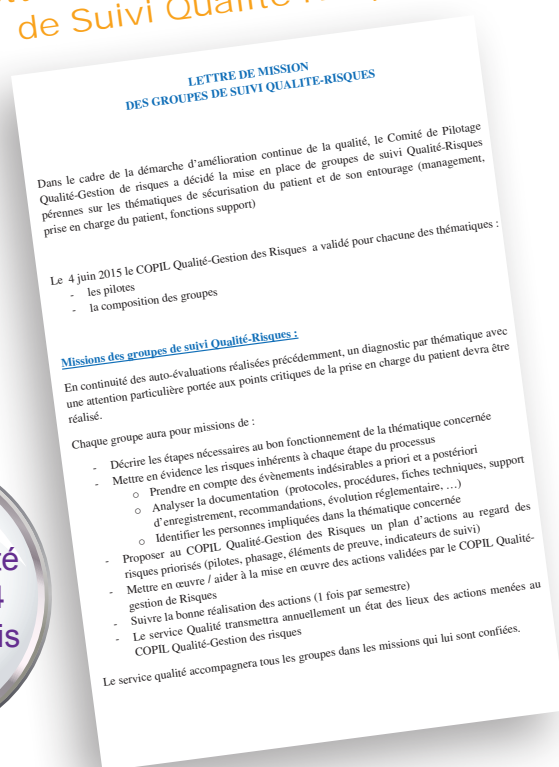 de Suivi Qualité
LETTRE DE MISSION
DES GROUPES DE SUIVI QUALITE-RISQUES
Dans le cadre de la démarche d'amélioration continue de la qualité, le Comité de Pilotage
Qualité-Gestion de risques a décidé la mise en place de groupes de suivi Qualité-Risques
pérennes sur les thématiques de sécurisation du patient et de son entourage (management,
prise en charge du patient, fonctions support)
Le 4 juin 2015 le COPIL Qualité-Gestion des Risques a validé pour chacune des thématiques :
- les pilotes
- la composition des groupes
Missions des groupes de suivi Qualité-Risques :
En continuité des auto-évaluations réalisées précédemment, un diagnostic par thématique avec
une attention particulière portée aux points critiques de la prise en charge du patient devra être
réalisé.
Chaque groupe aura pour missions de :
- Décrire les étapes nécessaires au bon fonctionnement de la thématique concernée
- Mettre en évidence les risques inhérents à chaque étape du processus
o Prendre en compte des évènements indésirables a priori et a postériori
o Analyser la documentation (protocoles, procédures, fiches techniques, support
d'enregistrement, recommandations, évolution réglementaire, …)
o Identifier les personnes impliquées dans la thématique concernée
- Proposer au COPIL Qualité-Gestion des Risques un plan d'actions au regard des
risques priorisés (pilotes, phasage, éléments de preuve, indicateurs de suivi)
- Mettre en œuvre / aider à la mise en œuvre des actions validées par le COPIL Qualité-
gestion de Risques
- Suivre la bonne réalisation des actions (1 fois par semestre)
- Le service Qualité transmettra annuellement un état des lieux des actions menées au
COPIL Qualité-Gestion des risques
Le service qualité accompagnera tous les groupes dans les missions qui lui sont confiées.
té
4
is